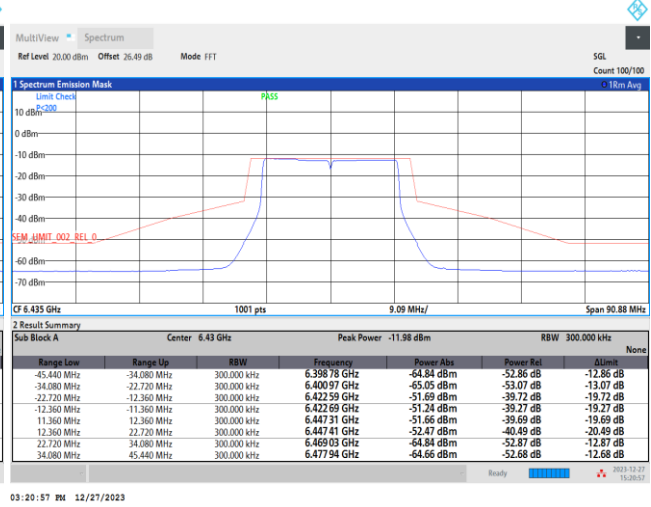 MultiView Spectrum
Ref Level 20.00 dBm Offset 26.49 dB Mode FFT SGL
Count 100/100
1 Spectrum Emission Mask 1Rm Avg
Limit Check PASS
P<200
10 dBm
0 dBm
-10 dBm
-20 dBm
-30 dBm
-40 dBm
SEM_LIMIT_002_REL_0
-60 dBm
-70 dBm
CF 6.435 GHz 1001 pts 9.09 MHz/ Span 90.88 MHz
2 Result Summary
Sub Block A Center 6.43 GHz Peak Power -11.98 dBm RBW 300.000 kHz
None
Range Low Range Up RBW Frequency Power Abs Power Rel ΔLimit
-45.440 MHz -34.080 MHz 300.000 kHz 6.398 78 GHz -64.84 dBm -52.86 dB -12.86 dB
-34.080 MHz -22.720 MHz 300.000 kHz 6.400 97 GHz -65.05 dBm -53.07 dB -13.07 dB
-22.720 MHz -12.360 MHz 300.000 kHz 6.422 59 GHz -51.69 dBm -39.72 dB -19.72 dB
-12.360 MHz -11.360 MHz 300.000 kHz 6.422 69 GHz -51.24 dBm -39.27 dB -19.27 dB
11.360 MHz 12.360 MHz 300.000 kHz 6.447 31 GHz -51.66 dBm -39.69 dB -19.69 dB
12.360 MHz 22.720 MHz 300.000 kHz 6.447 41 GHz -52.47 dBm -40.49 dB -20.49 dB
22.720 MHz 34.080 MHz 300.000 kHz 6.469 03 GHz -64.84 dBm -52.87 dB -12.87 dB
34.080 MHz 45.440 MHz 300.000 kHz 6.477 94 GHz -64.66 dBm -52.68 dB -12.68 dB
Ready 2023-12-27
15:20:57
03:20:57 PM 12/27/2023